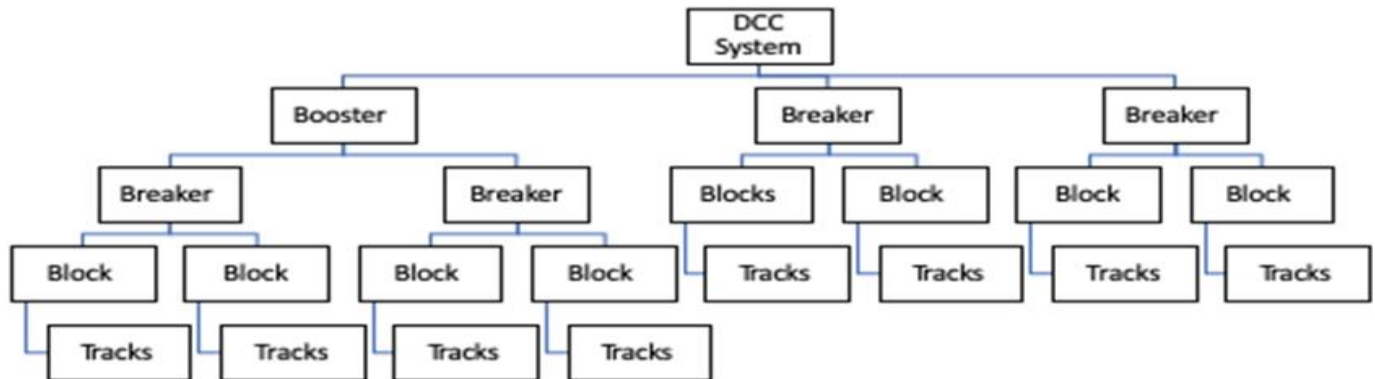 DCC
System
Booster
Breaker
Breaker
Breaker
Breaker
Blocks
Block
Block
Block
Block
Block
Block
Block
Tracks
Tracks
Tracks
Tracks
Tracks
Tracks
Tracks
Tracks